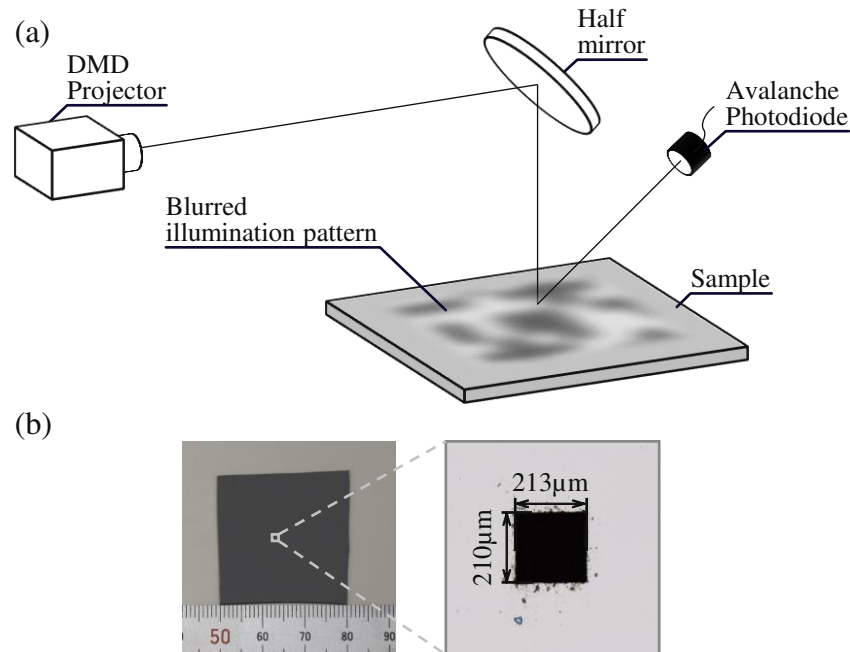 (a)
DMD
Projector
Half
mirror
Avalanche
Photodiode
Blurred
illumination pattern
Sample
(b)
213µm
210µm
50 60 70 80 90